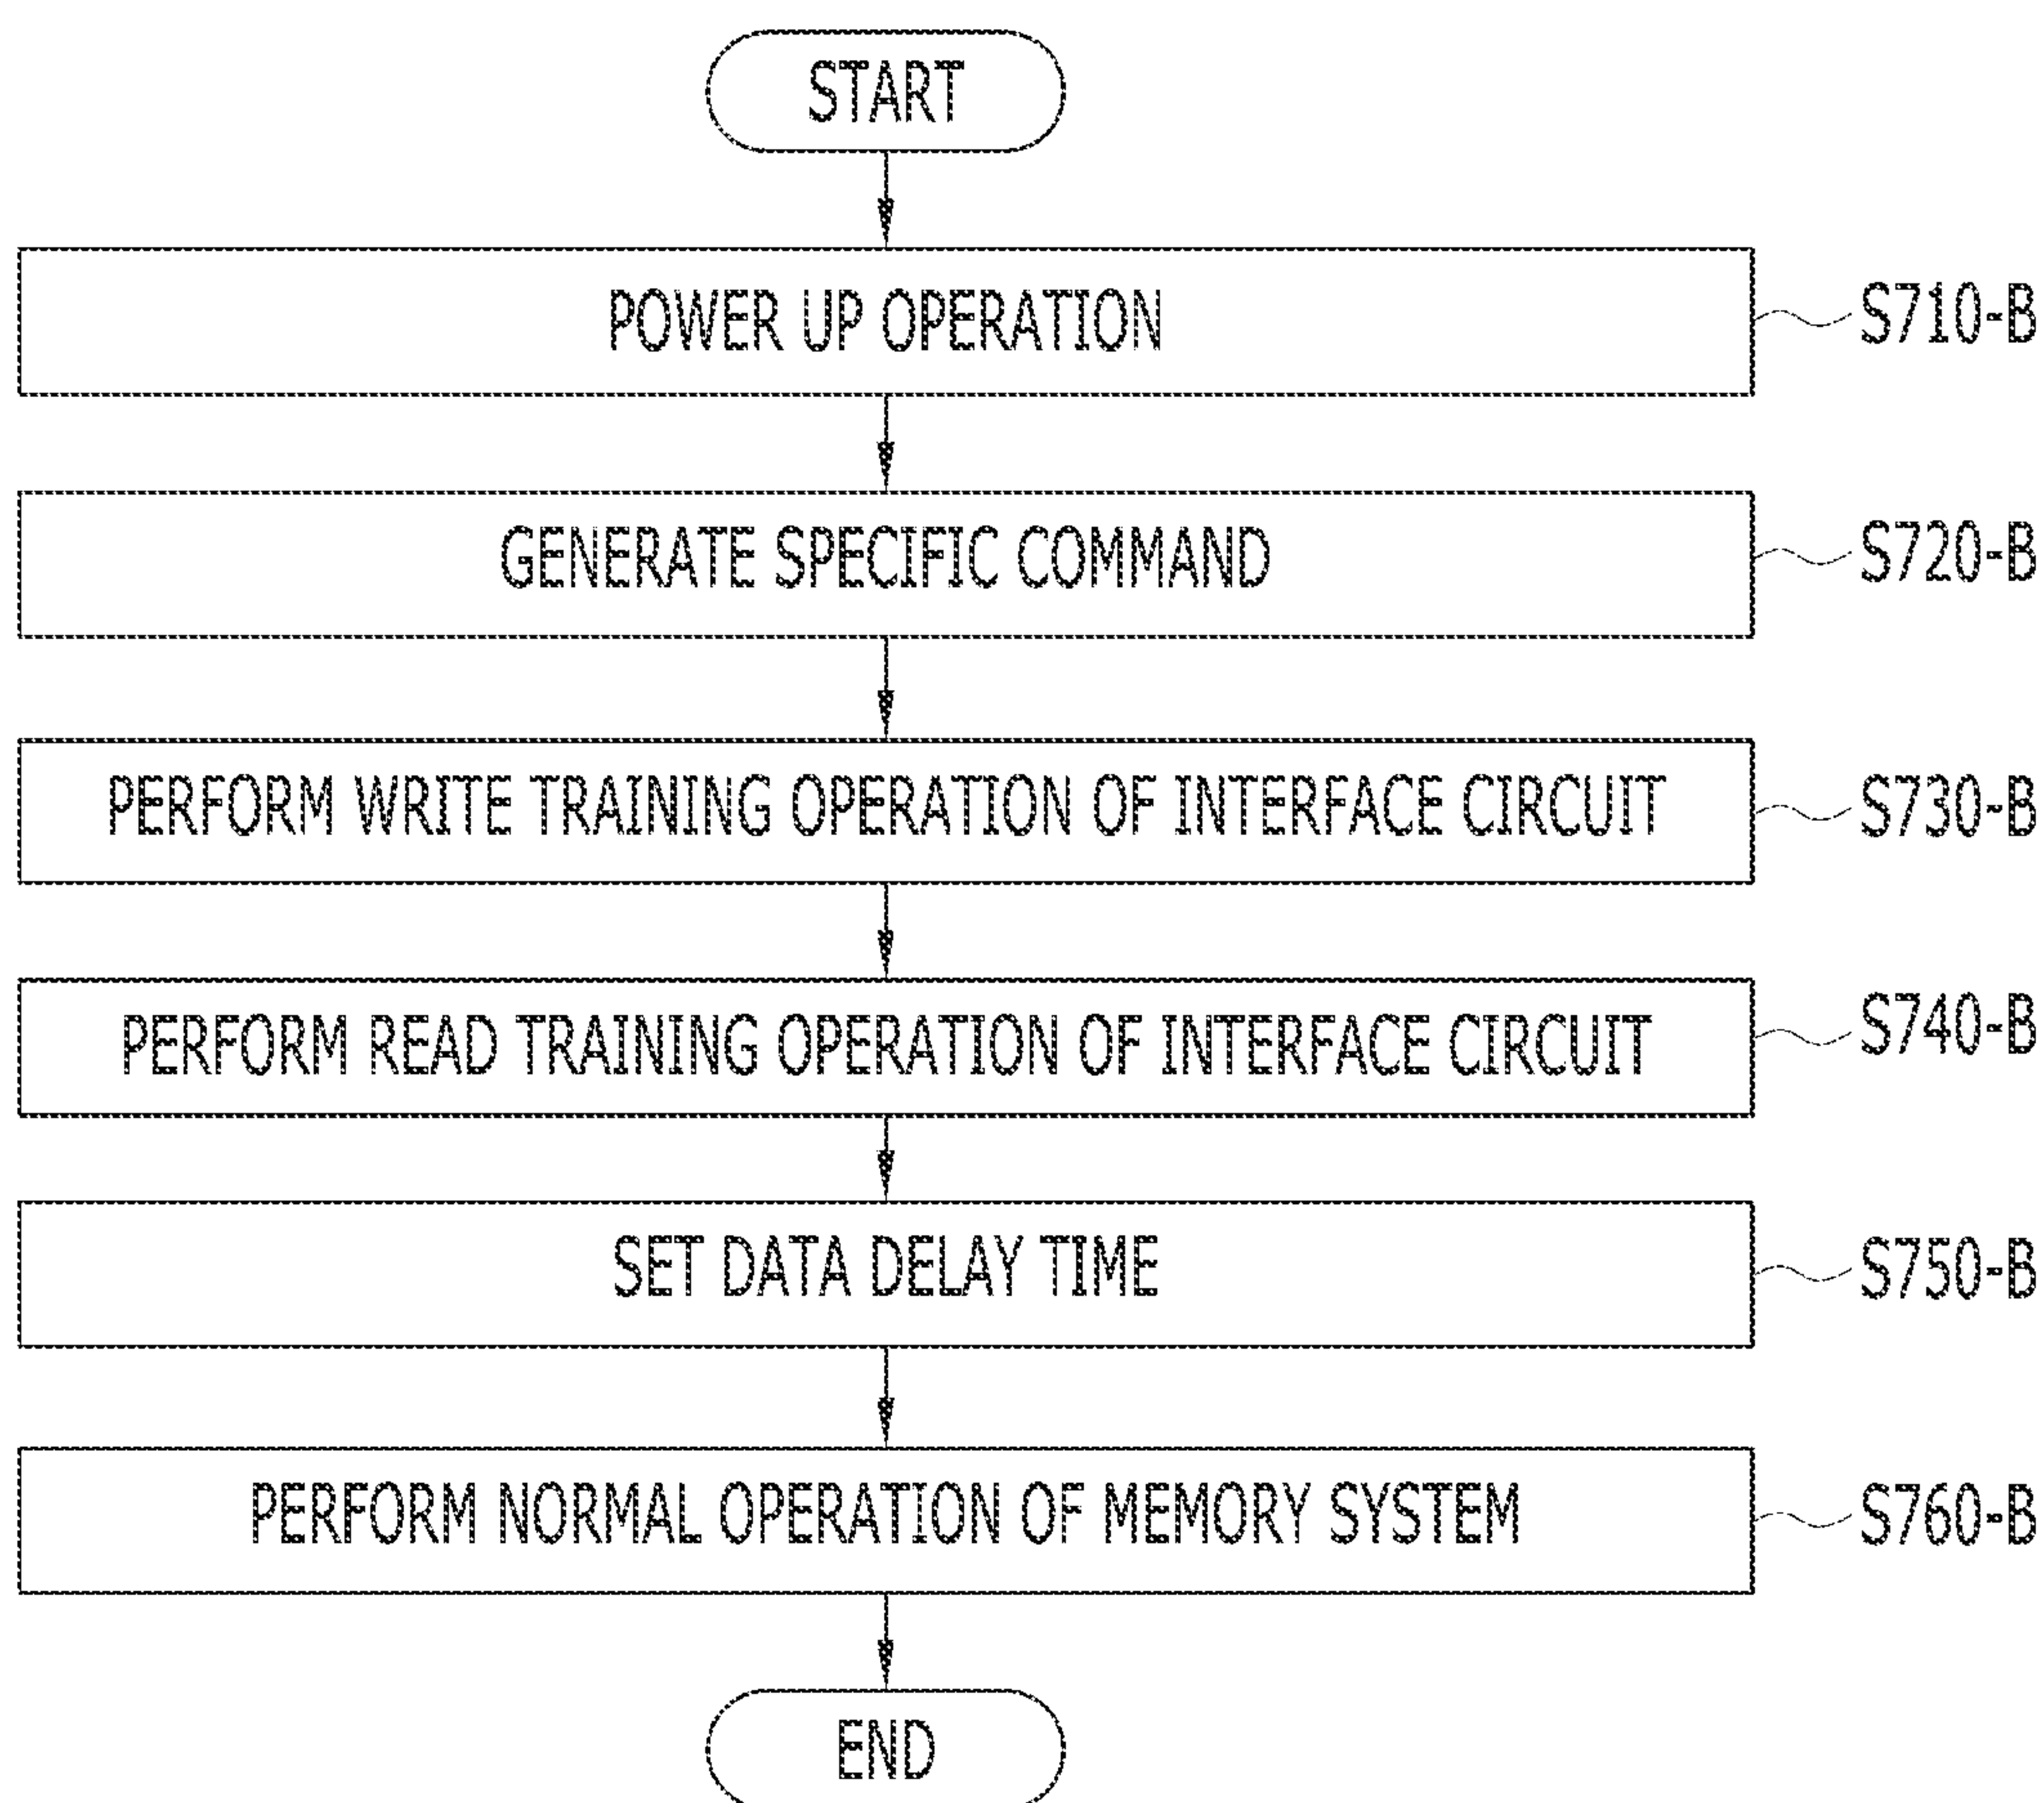 START
POWER UP OPERATION
S710-B
GENERATE SPECIFIC COMMAND
S720-B
PERFORM WRITE TRAINING OPERATION OF INTERFACE CIRCUIT
S730-B
PERFORM READ TRAINING OPERATION OF INTERFACE CIRCUIT
S740-B
SET DATA DELAY TIME
S750-B
PERFORM NORMAL OPERATION OF MEMORY SYSTEM
S760-B
END